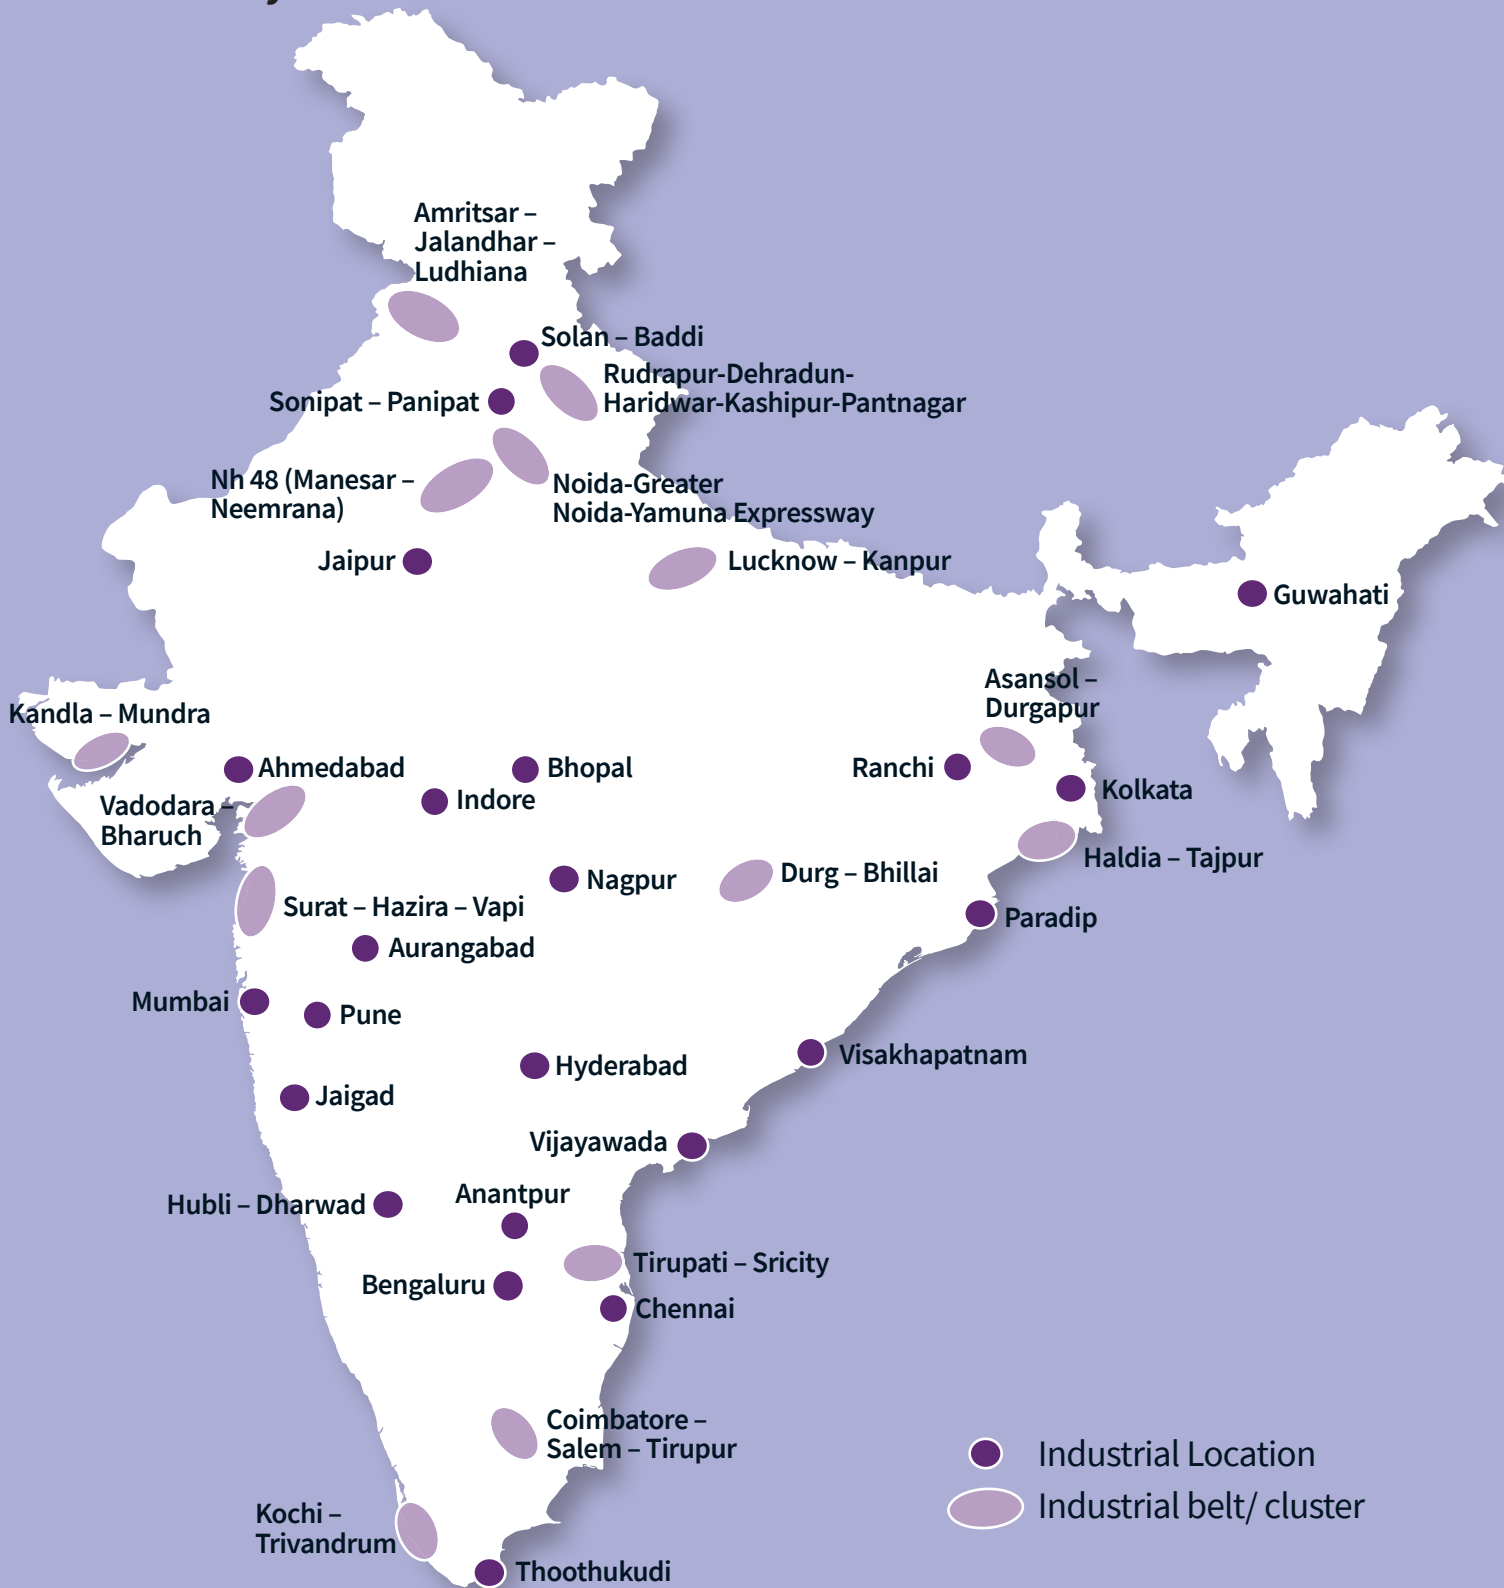 Amritsar –
Jalandhar –
Ludhiana
Solan – Baddi
Rudrapur-Dehradun-
Haridwar-Kashipur-Pantnagar
Sonipat – Panipat
Nh 48 (Manesar –
Neemrana)
Noida-Greater
Noida-Yamuna Expressway
Jaipur
Lucknow – Kanpur
Guwahati
Asansol –
Durgapur
Kandla – Mundra
Ahmedabad
Bhopal
Ranchi
Indore
Kolkata
Vadodara –
Bharuch
Haldia – Tajpur
Nagpur
Durg – Bhillai
Surat – Hazira – Vapi
Paradip
Aurangabad
Mumbai
Pune
Visakhapatnam
Hyderabad
Jaigad
Vijayawada
Anantpur
Hubli – Dharwad
Tirupati – Sricity
Bengaluru
Chennai
Coimbatore –
Salem – Tirupur
Industrial Location
Industrial belt/ cluster
Kochi –
Trivandrum
Thoothukudi